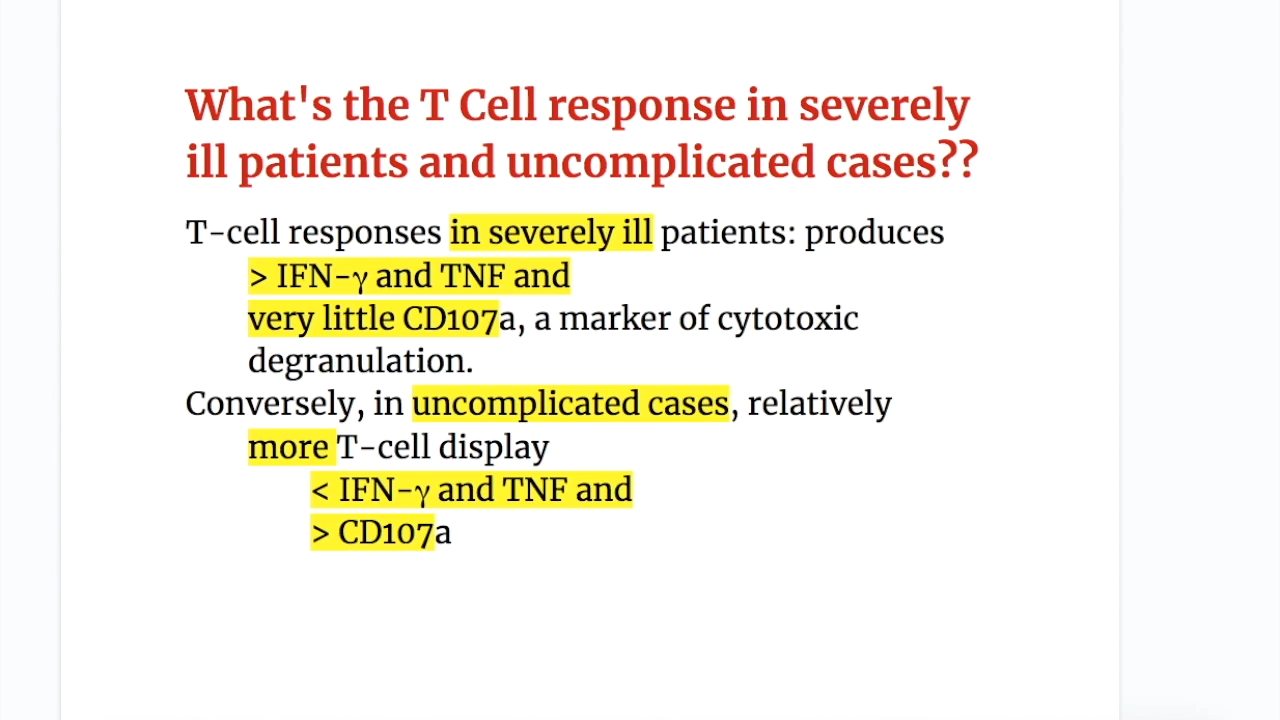 What's the T Cell response in severely
ill patients and uncomplicated cases??
T-cell responses in severely ill patients: produces
> IFN-γ and TNF and
very little CD107a, a marker of cytotoxic
degranulation.
Conversely, in uncomplicated cases, relatively
more T-cell display
< IFN-γ and TNF and
> CD107a